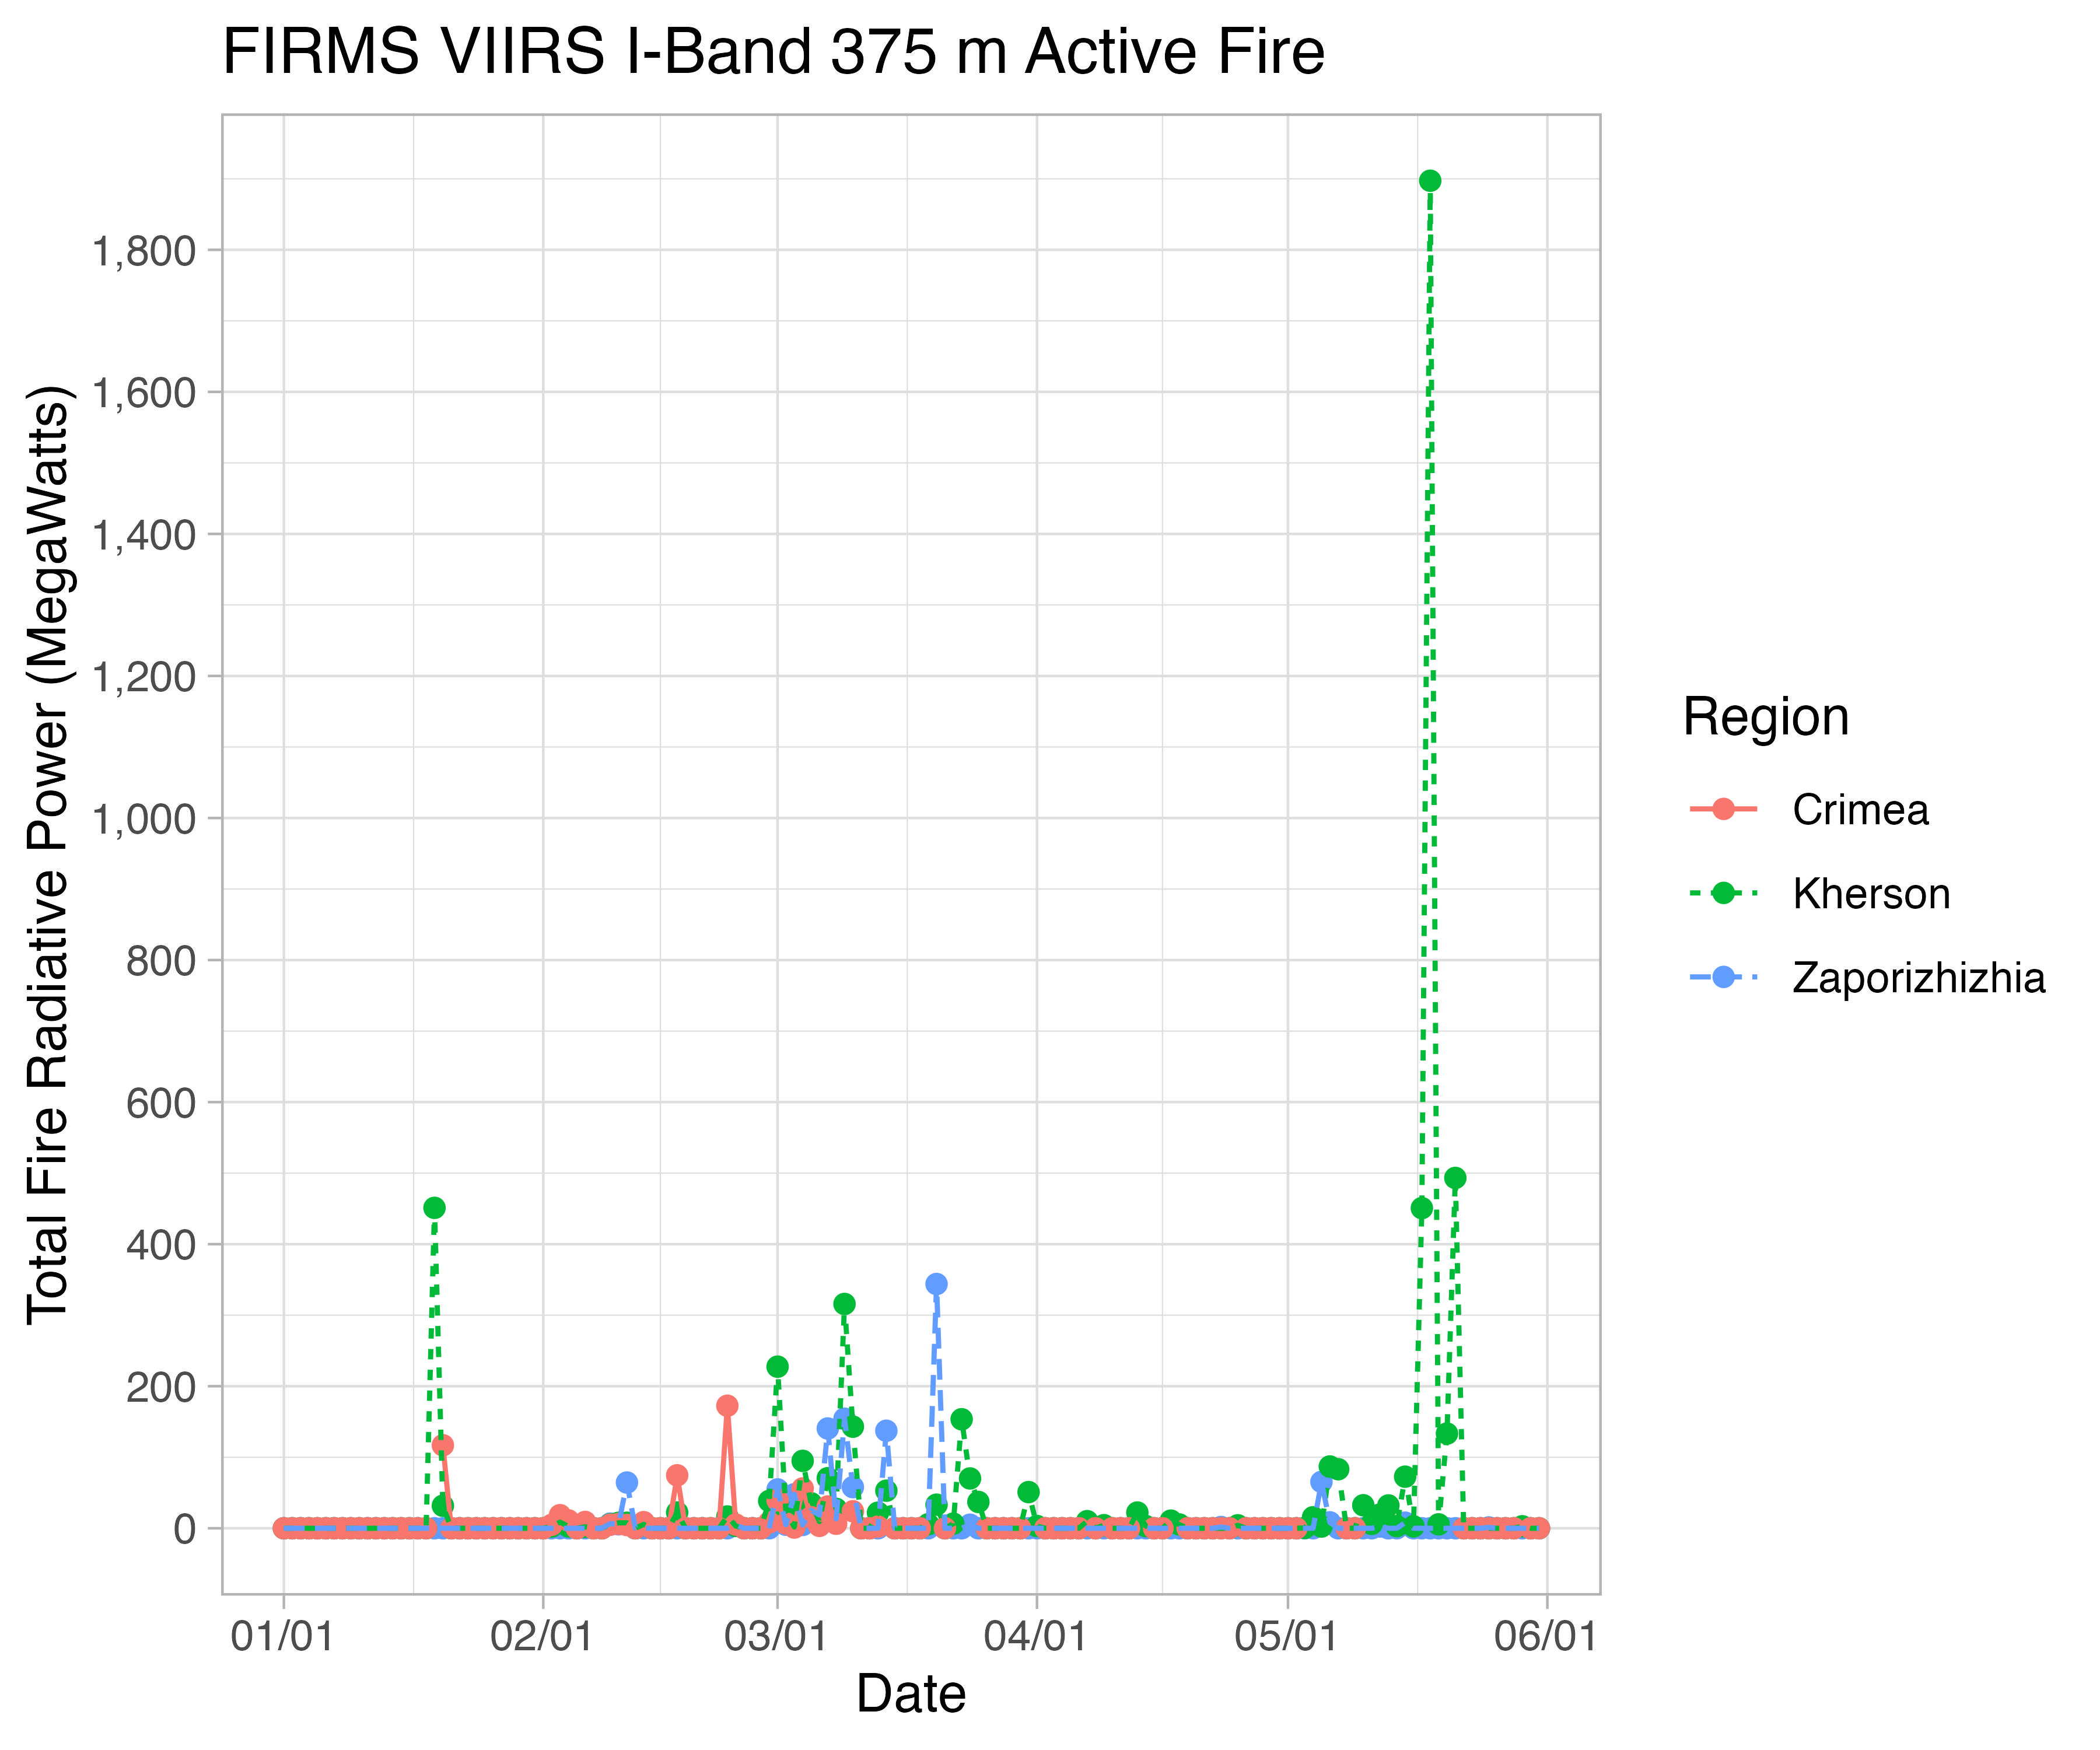 FIRMS VIIRS I-Band 375 m Active Fire
Total Fire Radiative Power (MegaWatts)
1,800
1,600
1,400
1,200
1,000
800
600
400
200
0
01/01 02/01 03/01 04/01 05/01 06/01
Date
Region
Crimea
Kherson
Zaporizhizhia